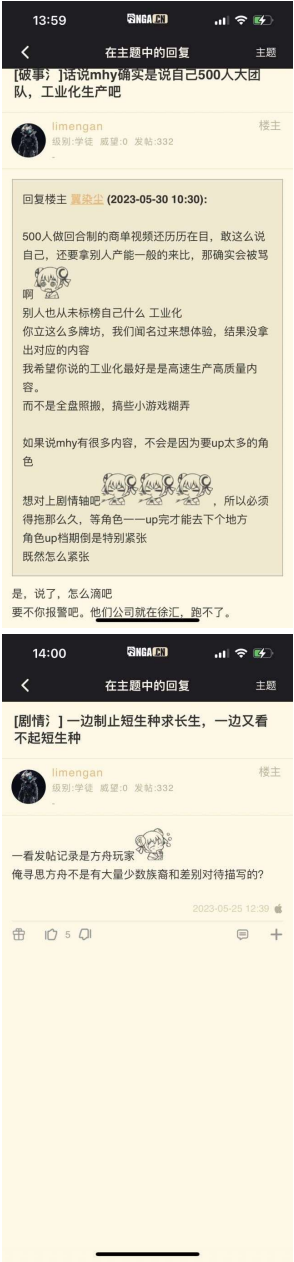 13:59
NGA CN
在主题中的回复
主题
[破事氵]话说mhy确实是说自己500人大团
队，工业化生产吧
limengan
楼主
级别:学徒 威望:0 发帖:332
-
回复楼主 翼染尘 (2023-05-30 10:30):
500人做回合制的商单视频还历历在目，敢这么说
自己，还要拿别人产能一般的来比，那确实会被骂
啊
别人也从未标榜自己什么 工业化
你立这么多牌坊，我们闻名过来想体验，结果没拿
出对应的内容
我希望你说的工业化最好是是高速生产高质量内
容。
而不是全盘照搬，搞些小游戏糊弄
如果说mhy有很多内容，不会是因为要up太多的角
色
想对上剧情轴吧，所以必须
得拖那么久，等角色一一up完才能去下个地方
角色up档期倒是特别紧张
既然怎么紧张
是，说了，怎么滴吧
要不你报警吧。他们公司就在徐汇，跑不了。
14:00
NGA CN
在主题中的回复
主题
[剧情氵] 一边制止短生种求长生，一边又看
不起短生种
limengan
楼主
级别:学徒 威望:0 发帖:332
-
一看发帖记录是方舟玩家
俺寻思方舟不是有大量少数族裔和差别对待描写的?
2023-05-25 12:39
5